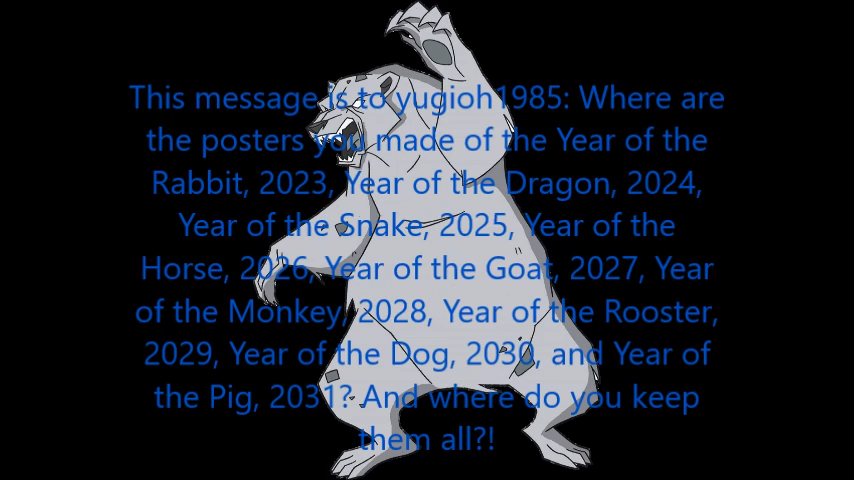 This message is to yugioh1985: Where are
the posters you made of the Year of the
Rabbit, 2023, Year of the Dragon, 2024,
Year of the Snake, 2025, Year of the
Horse, 2026, Year of the Goat, 2027, Year
of the Monkey, 2028, Year of the Rooster,
2029, Year of the Dog, 2030, and Year of
the Pig, 2031? And where do you keep
them all?!